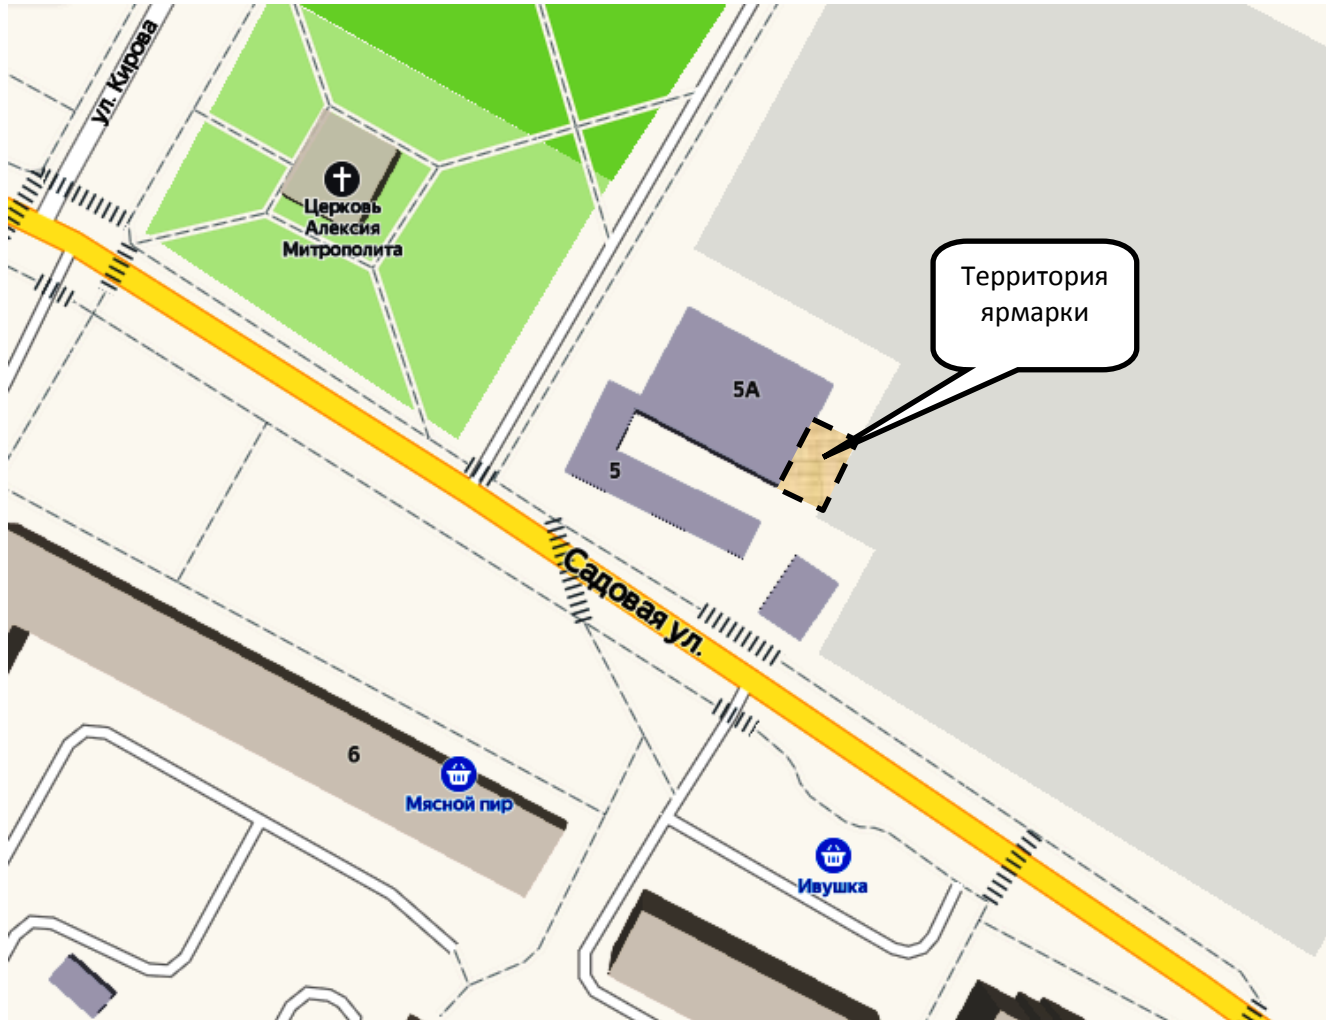 ул. Кирова
Церковь
Алексия
Митрополита
Территория
ярмарки
5А
5
Садовая ул.
6
Мясной пир
Ивушка